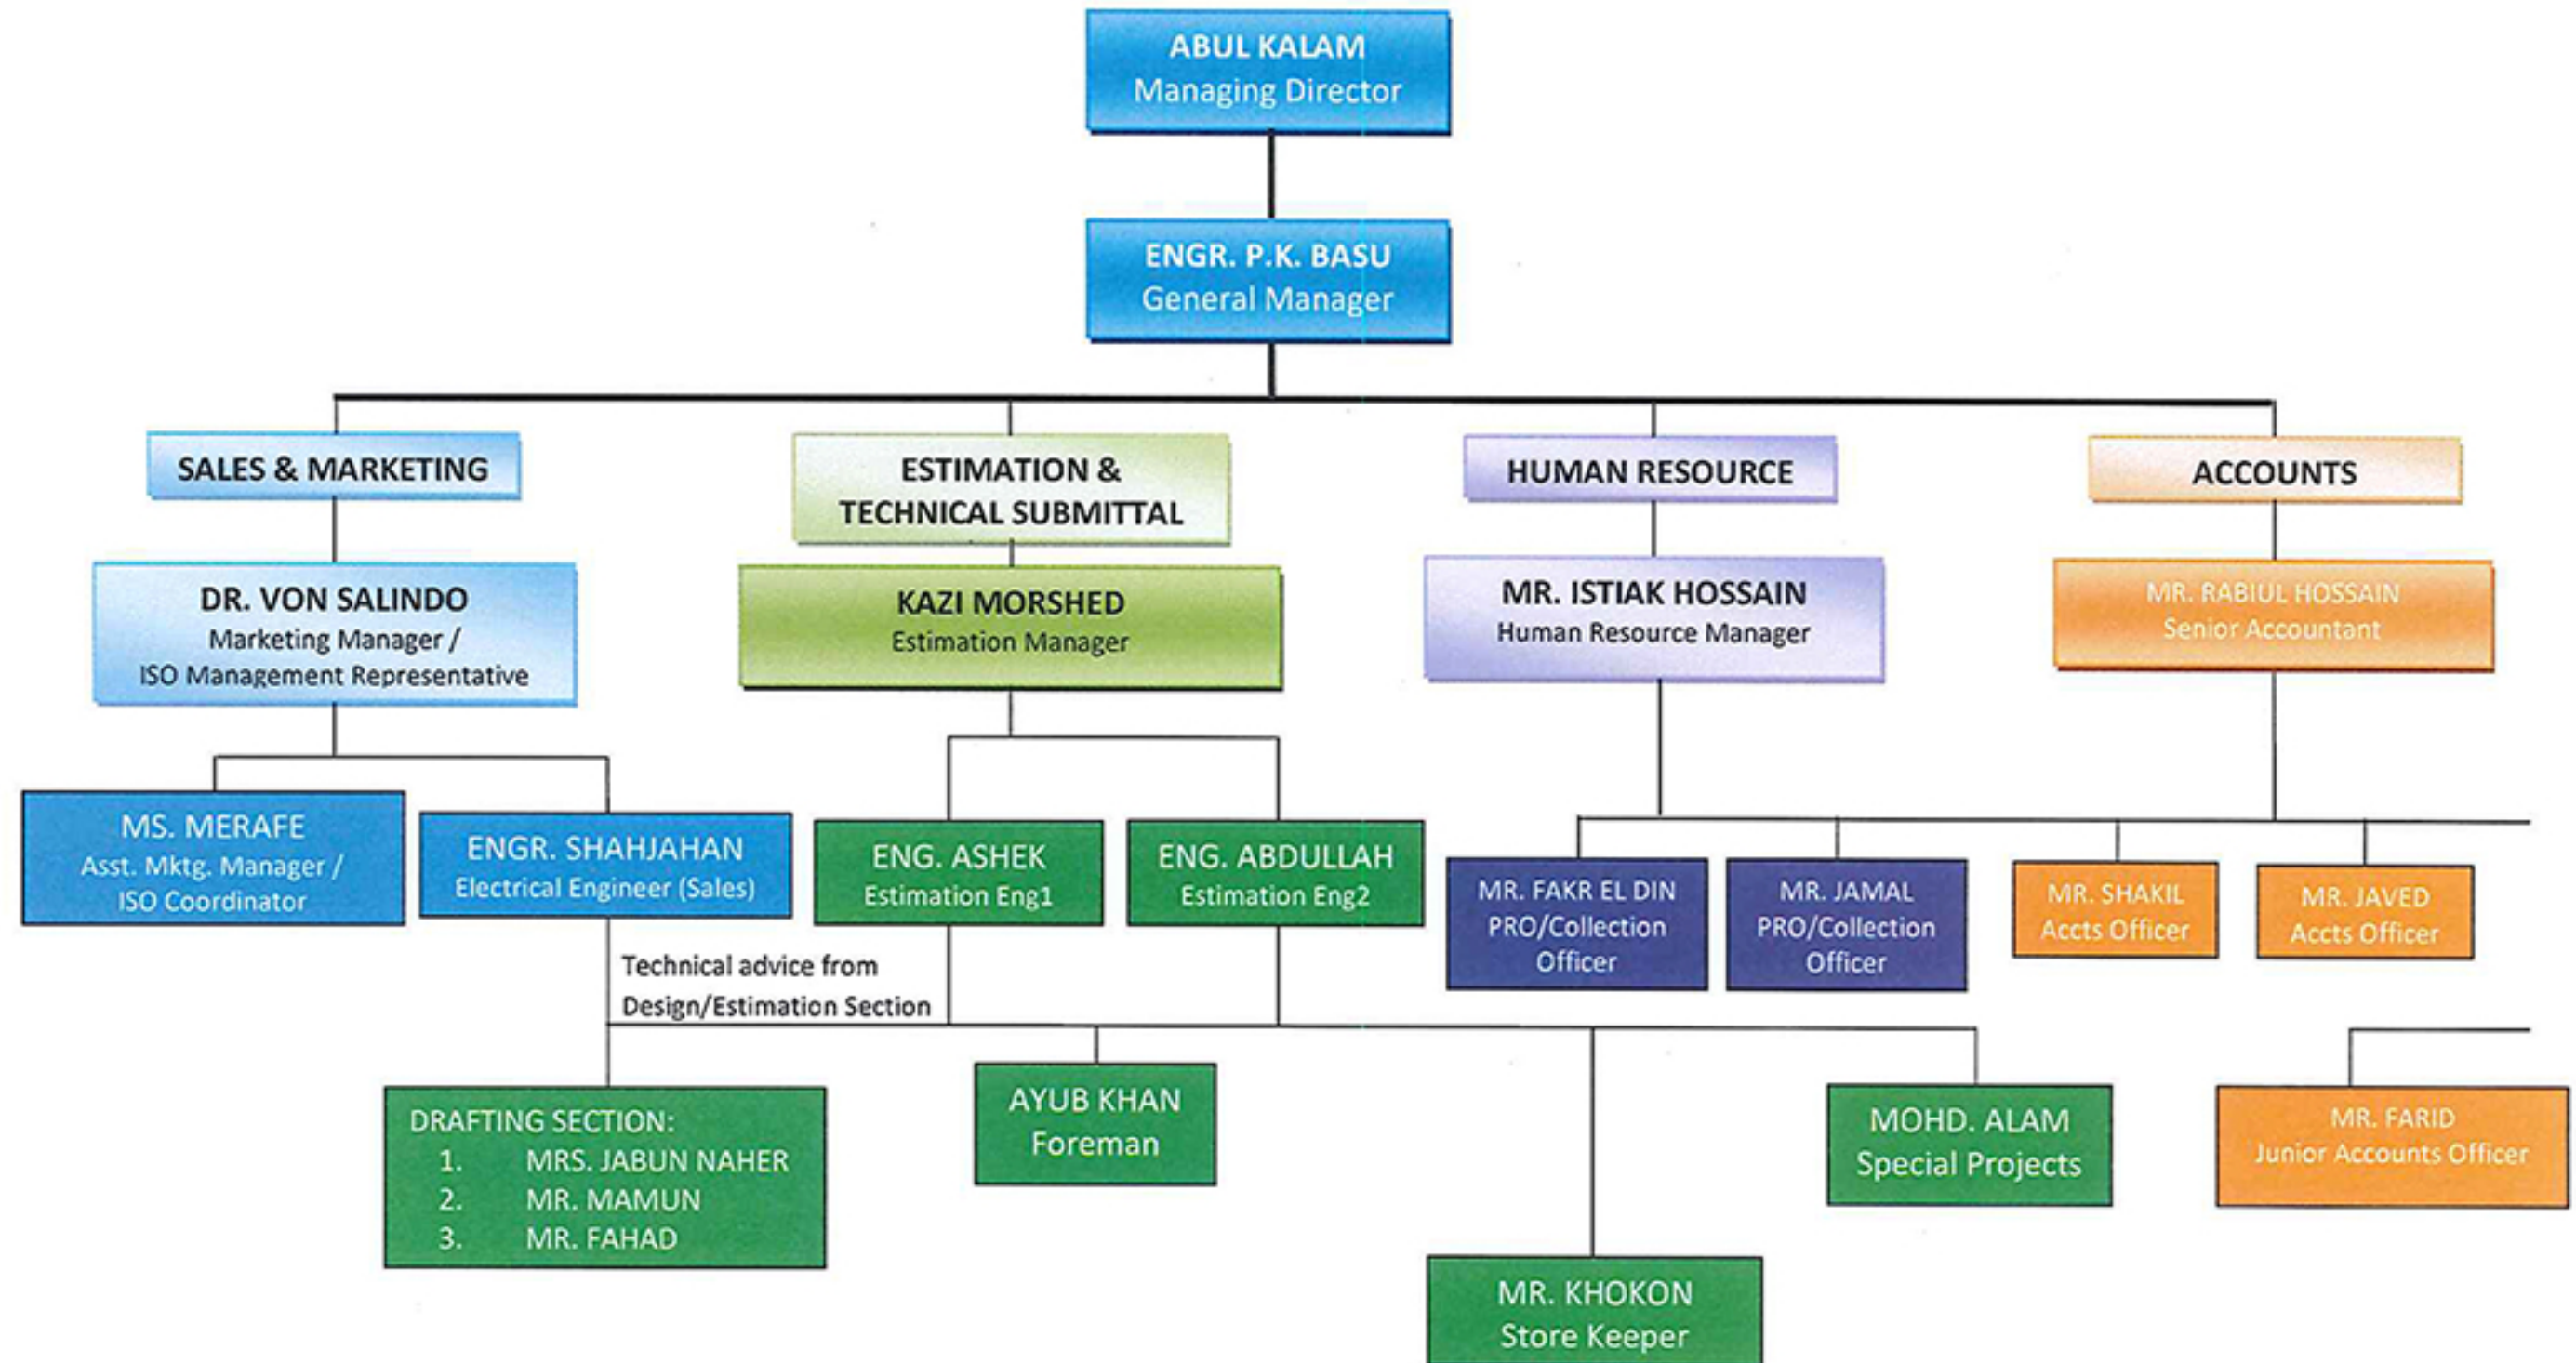 ABUL KALAM
Managing Director
ENGR. P.K. BASU
General Manager
SALES & MARKETING
ESTIMATION &
TECHNICAL SUBMITTAL
HUMAN RESOURCE
ACCOUNTS
DR. VON SALINDO
Marketing Manager /
ISO Management Representative
KAZI MORSHED
Estimation Manager
MR. ISTIAK HOSSAIN
Human Resource Manager
MR. RABIUL HOSSAIN
Senior Accountant
MS. MERAFE
Asst. Mktg. Manager /
ISO Coordinator
ENGR. SHAHJAHAN
Electrical Engineer (Sales)
ENG. ASHEK
Estimation Eng1
ENG. ABDULLAH
Estimation Eng2
MR. FAKR EL DIN
PRO/Collection
Officer
MR. JAMAL
PRO/Collection
Officer
MR. SHAKIL
Accts Officer
MR. JAVED
Accts Officer
Technical advice from
Design/Estimation Section
DRAFTING SECTION:
1. MRS. JABUN NAHER
2. MR. MAMUN
3. MR. FAHAD
AYUB KHAN
Foreman
MOHD. ALAM
Special Projects
MR. FARID
Junior Accounts Officer
MR. KHOKON
Store Keeper